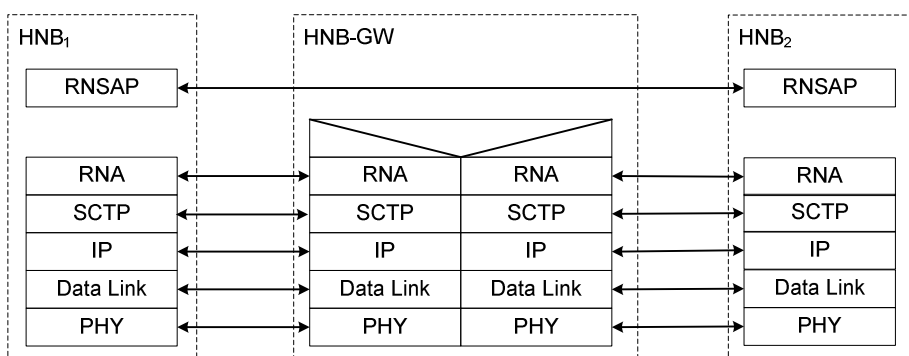 HNB₁ HNB-GW HNB₂
RNSAP RNSAP
RNA RNA RNA RNA
SCTP SCTP SCTP SCTP
IP IP IP IP
Data Link Data Link Data Link Data Link
PHY PHY PHY PHY